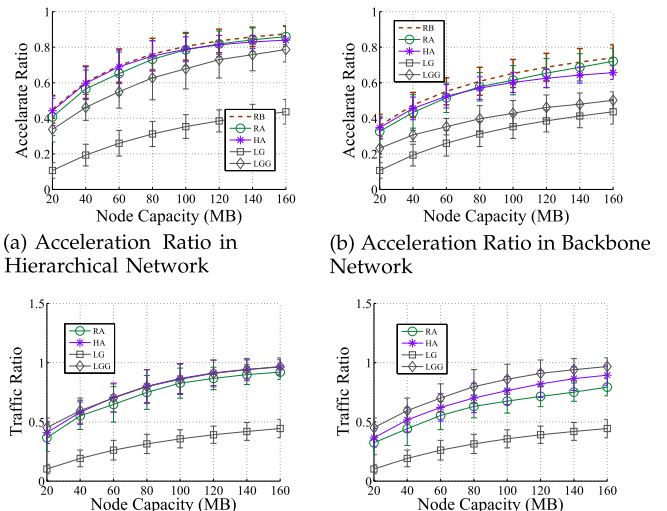 1
0.8
0.6
0.4
0.2
0
Accelarate Ratio
RB
RA
HA
LG
LGG
20 40 60 80 100 120 140 160
Node Capacity (MB)
(a) Acceleration Ratio in
Hierarchical Network
1
0.8
0.6
0.4
0.2
0
Accelarate Ratio
RB
RA
HA
LG
LGG
20 40 60 80 100 120 140 160
Node Capacity (MB)
(b) Acceleration Ratio in Backbone
Network
1.5
1
0.5
0
Traffic Ratio
RA
HA
LG
LGG
20 40 60 80 100 120 140 160
Node Capacity (MB)
1.5
1
0.5
0
Traffic Ratio
RA
HA
LG
LGG
20 40 60 80 100 120 140 160
Node Capacity (MB)